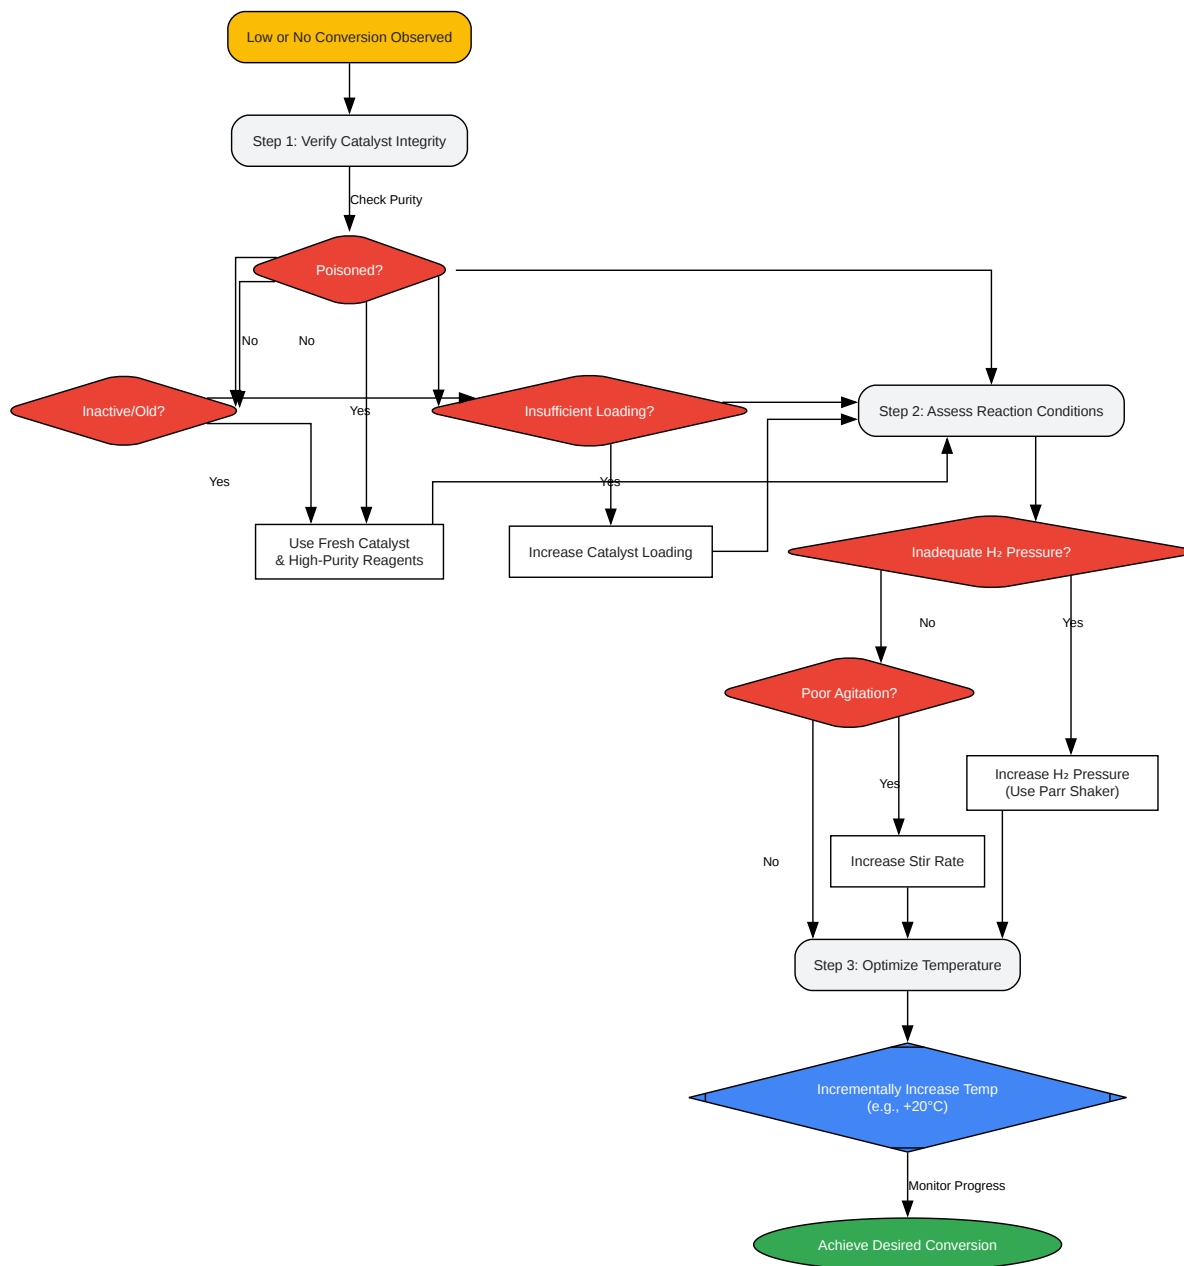 Low or No Conversion Observed
Step 1: Verify Catalyst Integrity
Check Purity
Poisoned?
No
No
Inactive/Old?
Yes
Insufficient Loading?
Step 2: Assess Reaction Conditions
Yes
Yes
Use Fresh Catalyst
& High-Purity Reagents
Increase Catalyst Loading
Inadequate H₂ Pressure?
No
Yes
Poor Agitation?
Increase H₂ Pressure
(Use Parr Shaker)
Yes
No
Increase Stir Rate
Step 3: Optimize Temperature
Incrementally Increase Temp
(e.g., +20°C)
Monitor Progress
Achieve Desired Conversion